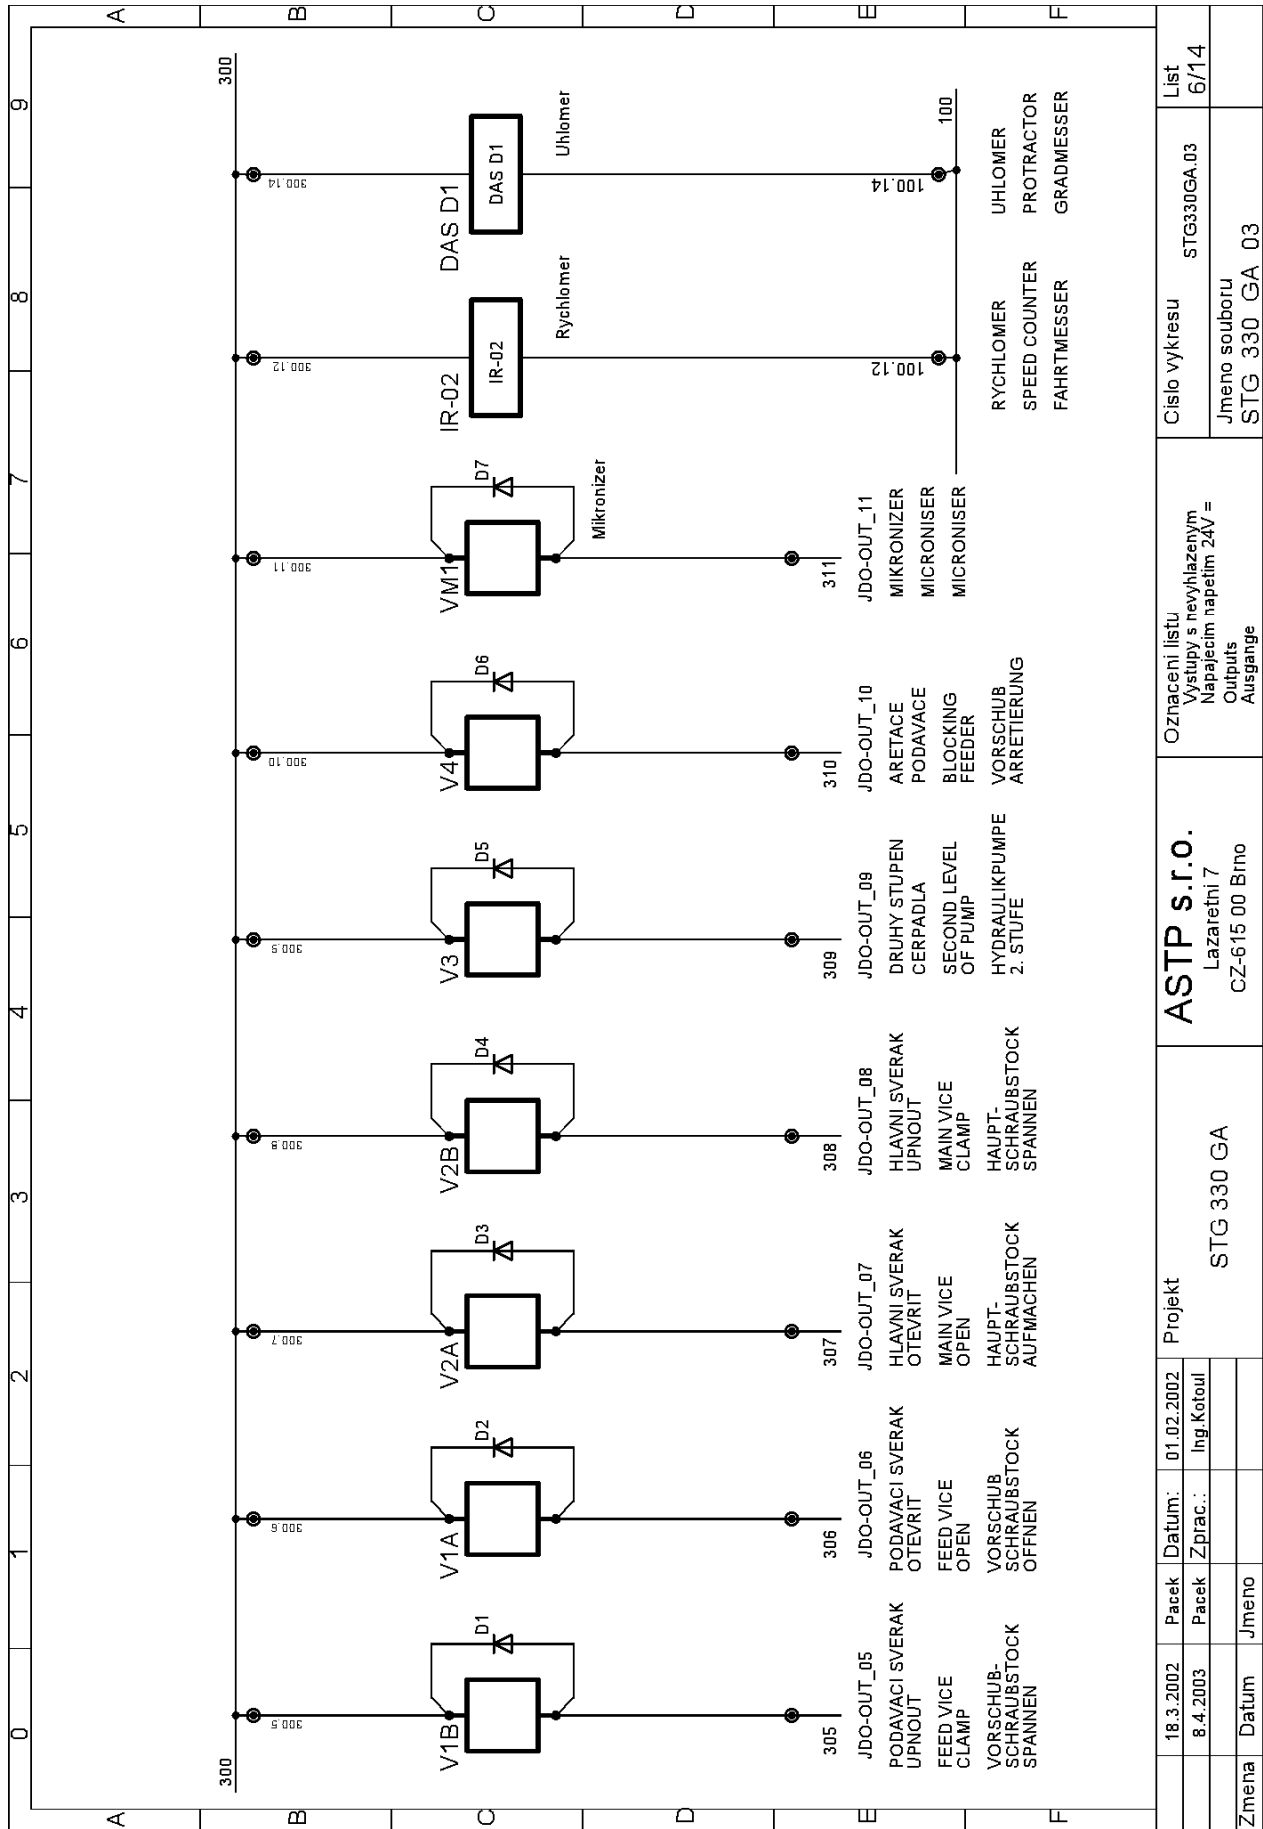 0 1 2 3 4 5 6 7 8 9
A
B
C
D
E
F
A
B
C
D
E
F
300
300
300.5
300.6
300.7
300.8
300.5
300.10
300.11
300.12
300.14
V1B
D1
V1A
D2
V2A
D3
V2B
D4
V3
D5
V4
D6
VM1
D7
Mikronizer
IR-02
IR-02
Rychlomer
DAS D1
DAS D1
Uhlomer
100.12
100.14
100
305
JDO-OUT_05
PODAVACI SVERAK
UPNOUT
FEED VICE
CLAMP
VORSCHUB-
SCHRAUBSTOCK
SPANNEN
306
JDO-OUT_06
PODAVACI SVERAK
OTEVRIT
FEED VICE
OPEN
VORSCHUB
SCHRAUBSTOCK
OFFNEN
307
JDO-OUT_07
HLAVNI SVERAK
OTEVRIT
MAIN VICE
OPEN
HAUPT-
SCHRAUBSTOCK
AUFMACHEN
308
JDO-OUT_08
HLAVNI SVERAK
UPNOUT
MAIN VICE
CLAMP
HAUPT-
SCHRAUBSTOCK
SPANNEN
309
JDO-OUT_09
DRUHY STUPEN
CERPADLA
SECOND LEVEL
OF PUMP
HYDRAULIKPUMPE
2. STUFE
310
JDO-OUT_10
ARETACE
PODAVACE
BLOCKING
FEEDER
VORSCHUB
ARRETIERUNG
311
JDO-OUT_11
MIKRONIZER
MICRONISER
MICRONISER
RYCHLOMER
SPEED COUNTER
FAHRTMESSER
UHLOMER
PROTRACTOR
GRADMESSER
18.3.2002 Pacek
8.4.2003 Pacek
Zmena Datum Jmeno
Datum: 01.02.2002
Zprac.: Ing.Kotoul
Projekt
STG 330 GA
ASTP s.r.o.
Lazaretni 7
CZ-615 00 Brno
Oznaceni listu
Vystupy s nevyhlazenym
Napajecim napetim 24V =
Outputs
Ausgange
Cislo vykresu
STG330GA.03
Jmeno souboru
STG 330 GA 03
List
6/14